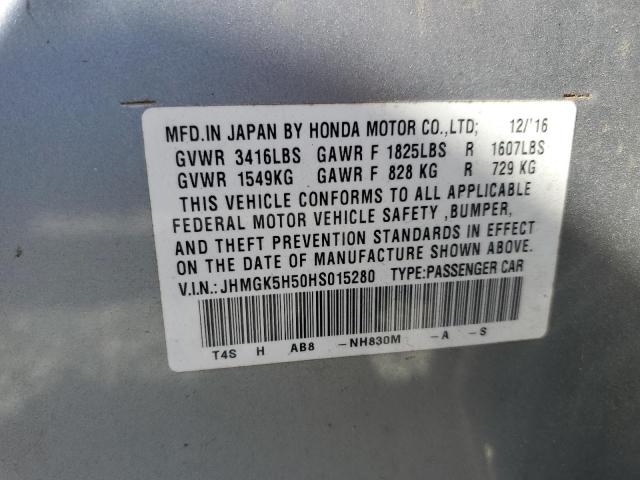 MFD.IN JAPAN BY HONDA MOTOR CO.,LTD; 12/'16
GVWR 3416LBS GAWR F 1825LBS R 1607LBS
GVWR 1549KG GAWR F 828 KG R 729 KG
THIS VEHICLE CONFORMS TO ALL APPLICABLE
FEDERAL MOTOR VEHICLE SAFETY ,BUMPER,
AND THEFT PREVENTION STANDARDS IN EFFECT
ON THE DATE OF MANUFACTURE SHOWN ABOVE.
V.I.N.:JHMGK5H50HS015280 TYPE:PASSENGER CAR
T4S H AB8 -NH830M -A -S